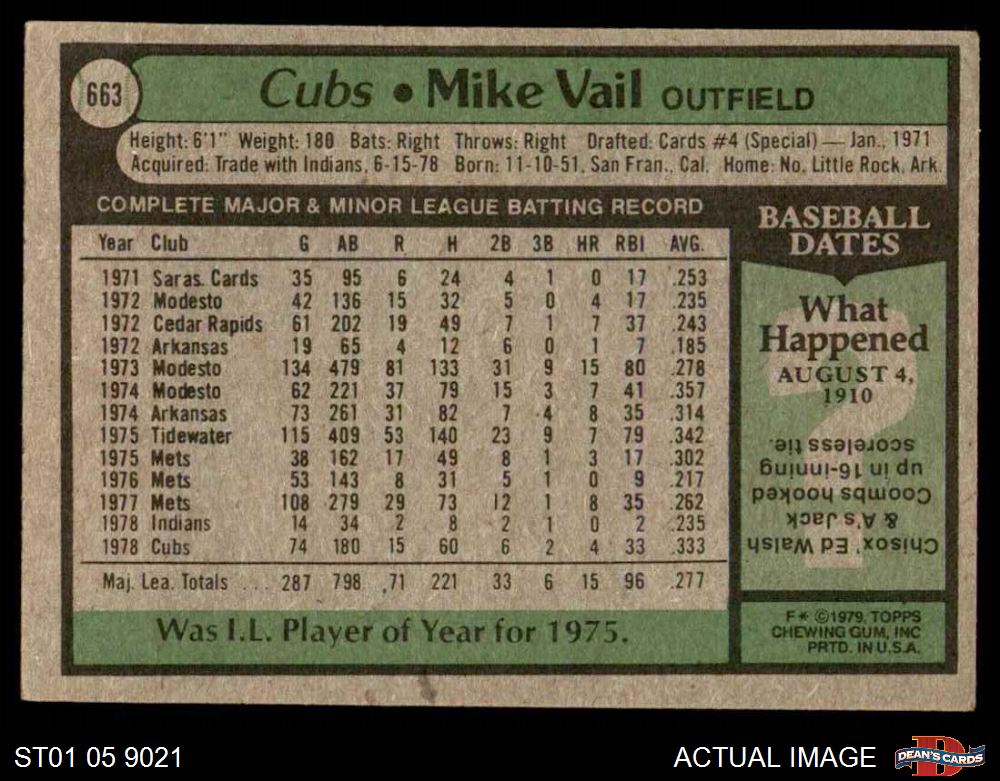 663
Cubs • Mike Vail OUTFIELD
Height: 6'1" Weight: 180 Bats: Right Throws: Right Drafted: Cards #4 (Special) — Jan., 1971
Acquired: Trade with Indians, 6-15-78 Born: 11-10-51, San Fran., Cal. Home: No. Little Rock, Ark.
COMPLETE MAJOR & MINOR LEAGUE BATTING RECORD
Year Club G AB R H 2B 3B HR RBI AVG.
1971 Saras. Cards 35 95 6 24 4 1 0 17 .253
1972 Modesto 42 136 15 32 5 0 4 17 .235
1972 Cedar Rapids 61 202 19 49 7 1 7 37 .243
1972 Arkansas 19 65 4 12 6 0 1 7 .185
1973 Modesto 134 479 81 133 31 9 15 80 .278
1974 Modesto 62 221 37 79 15 3 7 41 .357
1974 Arkansas 73 261 31 82 7 4 8 35 .314
1975 Tidewater 115 409 53 140 23 9 7 79 .342
1975 Mets 38 162 17 49 8 1 3 17 .302
1976 Mets 53 143 8 31 5 1 0 9 .217
1977 Mets 108 279 29 73 12 1 8 35 .262
1978 Indians 14 34 2 8 2 1 0 2 .235
1978 Cubs 74 180 15 60 6 2 4 33 .333
Maj. Lea. Totals ... 287 798 71 221 33 6 15 96 .277
Was I.L. Player of Year for 1975.
BASEBALL
DATES
What
Happened
AUGUST 4,
1910
?
Chisox' Ed Walsh
& A's Jack
Coombs hooked
up in 16-inning
scoreless tie.
F* ©1979, TOPPS
CHEWING GUM, INC
PRTD. IN U.S.A.
ST01 05 9021
ACTUAL IMAGE
D
DEAN'S CARDS